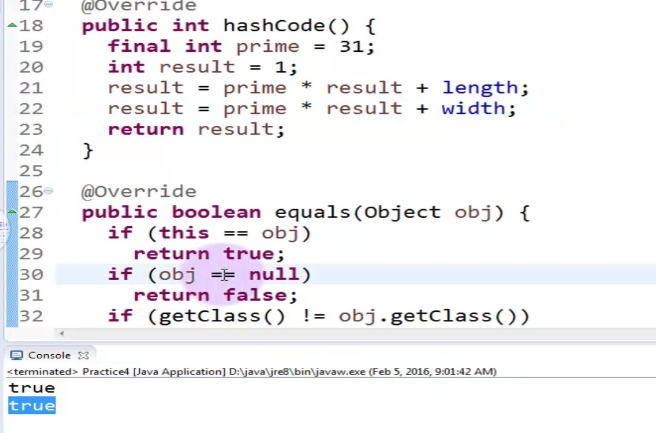 17 @Override
18 public int hashCode() {
19 final int prime = 31;
20 int result = 1;
21 result = prime * result + length;
22 result = prime * result + width;
23 return result;
24 }
25
26 @Override
27 public boolean equals(Object obj) {
28 if (this == obj)
29 return true;
30 if (obj == null)
31 return false;
32 if (getClass() != obj.getClass())
Console
<terminated> Practice4 [Java Application] D:\java\jre8\bin\javaw.exe (Feb 5, 2016, 9:01:42 AM)
true
true